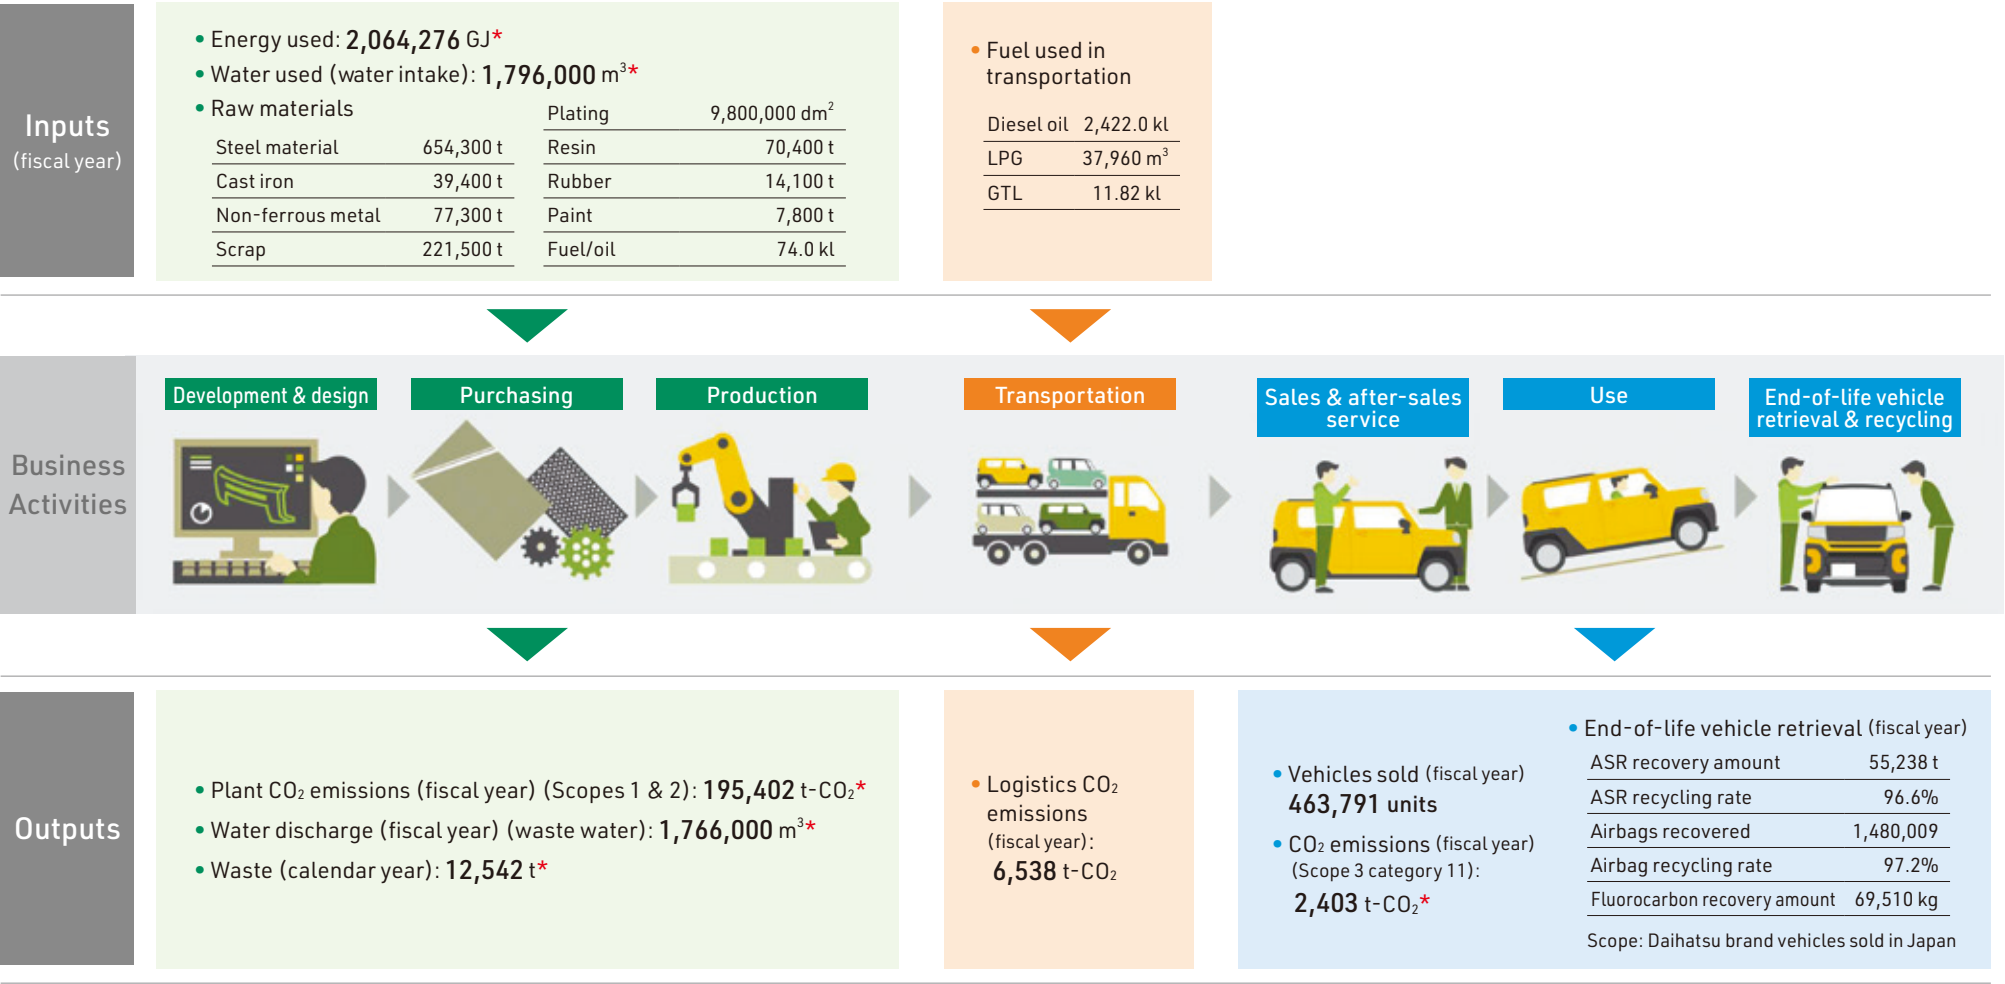 Inputs
(fiscal year)
• Energy used: 2,064,276 GJ*
• Water used (water intake): 1,796,000 m³*
• Raw materials
Steel material 654,300 t
Cast iron 39,400 t
Non-ferrous metal 77,300 t
Scrap 221,500 t
Plating 9,800,000 dm²
Resin 70,400 t
Rubber 14,100 t
Paint 7,800 t
Fuel/oil 74.0 kl
• Fuel used in
transportation
Diesel oil 2,422.0 kl
LPG 37,960 m³
GTL 11.82 kl
Business
Activities
Development & design
Purchasing
Production
Transportation
Sales & after-sales
service
Use
End-of-life vehicle
retrieval & recycling
Outputs
• Plant CO₂ emissions (fiscal year) (Scopes 1 & 2): 195,402 t-CO₂*
• Water discharge (fiscal year) (waste water): 1,766,000 m³*
• Waste (calendar year): 12,542 t*
• Logistics CO₂
emissions
(fiscal year):
6,538 t-CO₂
• Vehicles sold (fiscal year)
463,791 units
• CO₂ emissions (fiscal year)
(Scope 3 category 11):
2,403 t-CO₂*
• End-of-life vehicle retrieval (fiscal year)
ASR recovery amount 55,238 t
ASR recycling rate 96.6%
Airbags recovered 1,480,009
Airbag recycling rate 97.2%
Fluorocarbon recovery amount 69,510 kg
Scope: Daihatsu brand vehicles sold in Japan